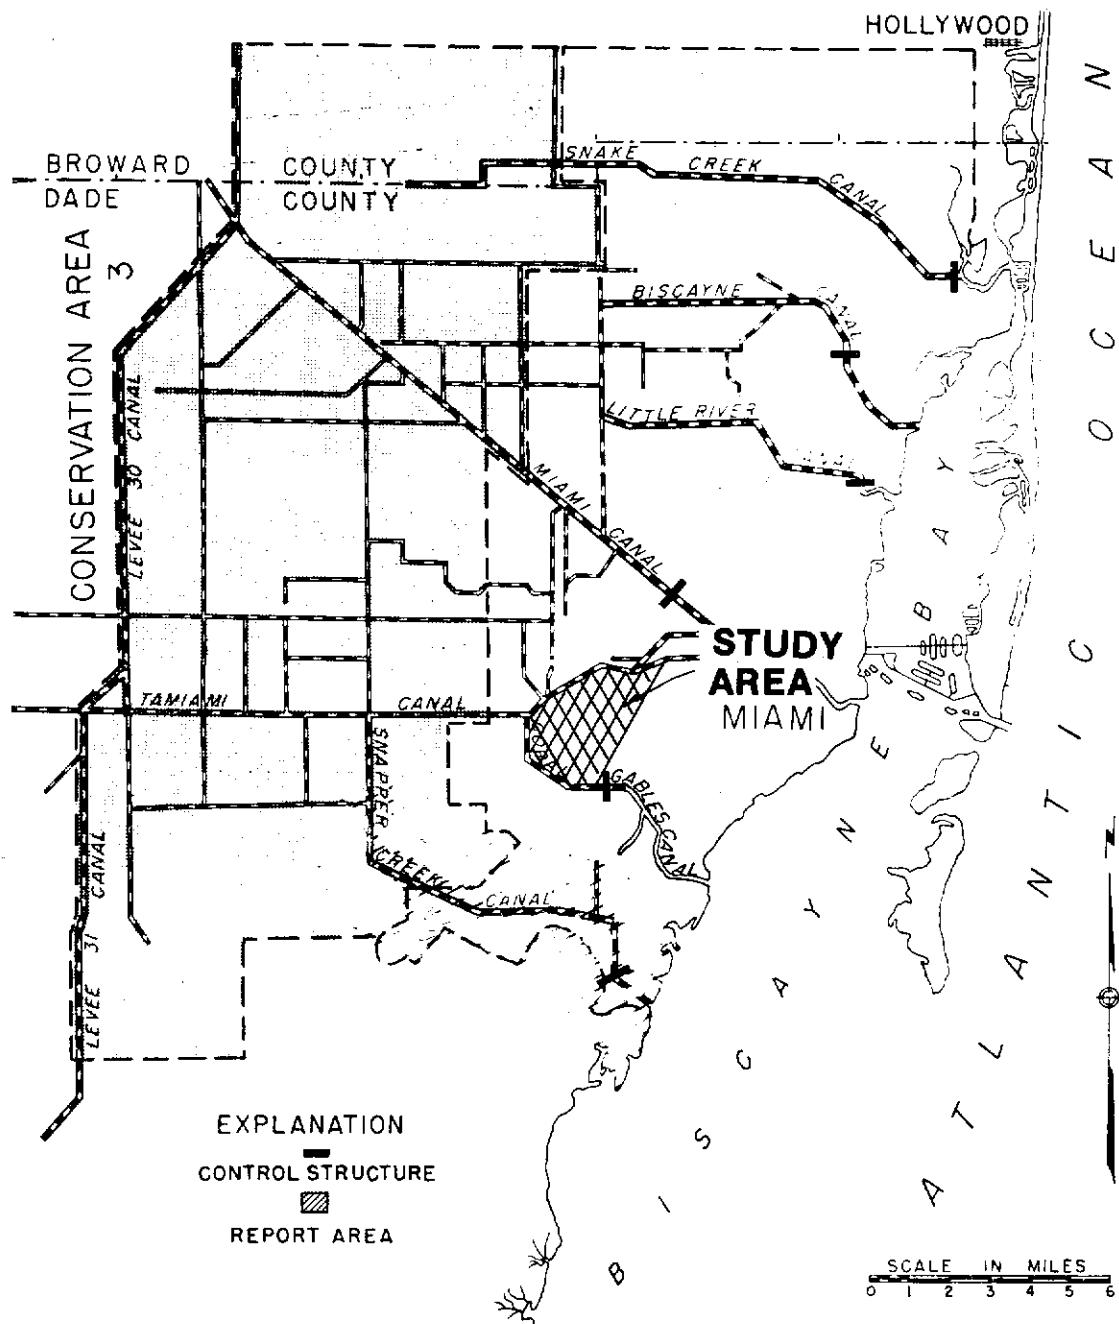 HOLLYWOOD
BROWARD COUNTY
DADE COUNTY
SNAKE CREEK CANAL
CONSERVATION AREA 3
BISCAYNE CANAL
LEVEE 30 CANAL
LITTLE RIVER
MIAMI CANAL
STUDY
AREA
MIAMI
TAMIAMI CANAL
SNAPPER CREEK CANAL
GABLES CANAL
LEVEE 31 CANAL
BISCAYNE BAY
ATLANTIC OCEAN
EXPLANATION
CONTROL STRUCTURE
REPORT AREA
SCALE IN MILES
0 1 2 3 4 5 6